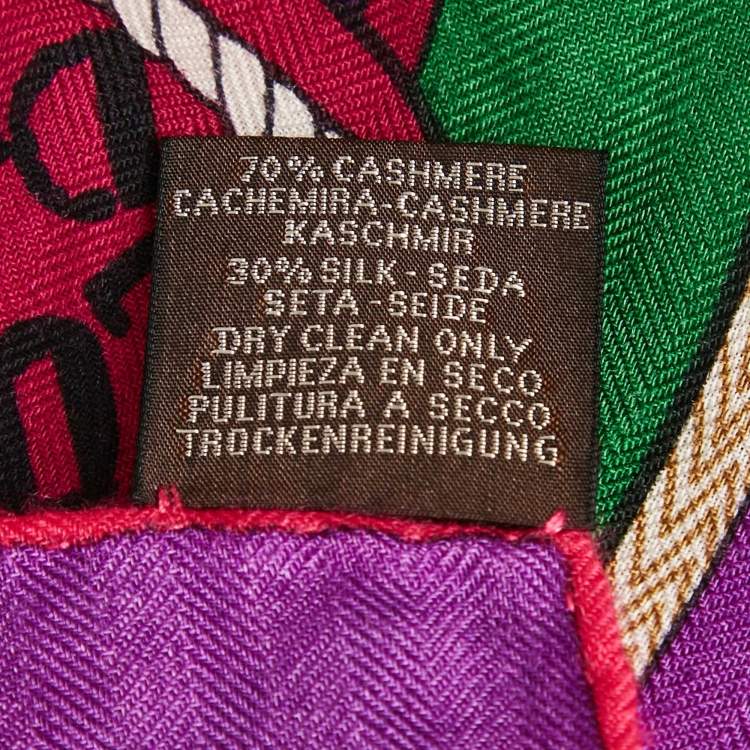 70% CASHMERE
CACHEMIRA-CASHMERE
KASCHMIR
30% SILK - SEDA
SETA - SEIDE
DRY CLEAN ONLY
LIMPIEZA EN SECO
PULITURA A SECCO
TROCKENREINIGUNG